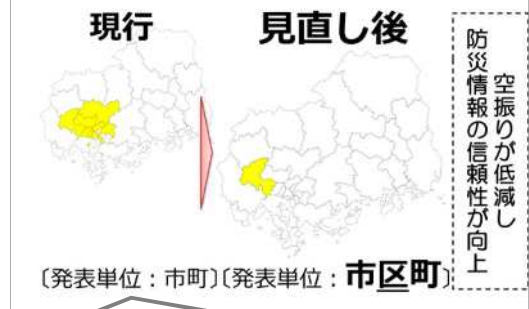 現行
見直し後
空振りが低減し
防災情報の信頼性が向上
〔発表単位：市町〕
〔発表単位：市区町〕